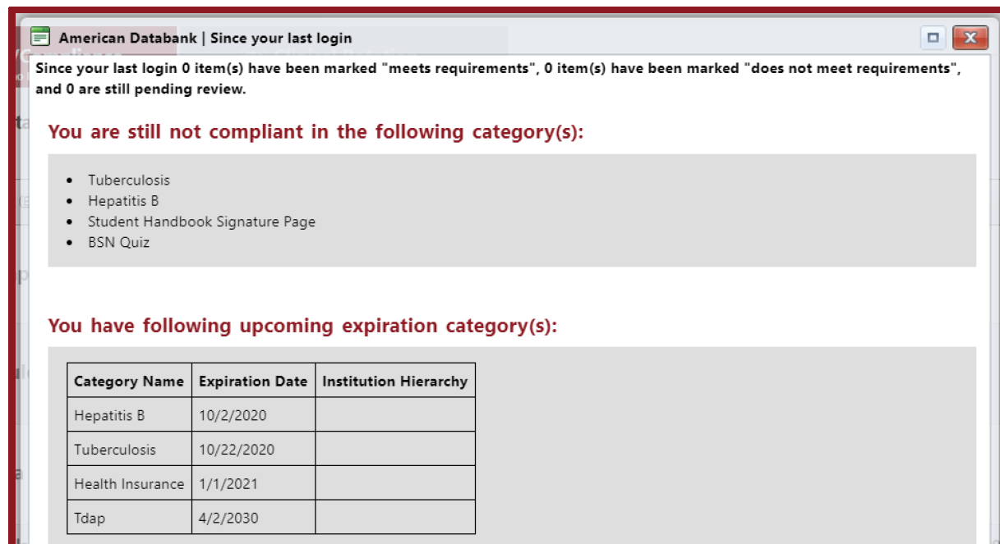 American Databank | Since your last login
Since your last login 0 item(s) have been marked "meets requirements", 0 item(s) have been marked "does not meet requirements",
and 0 are still pending review.
You are still not compliant in the following category(s):
• Tuberculosis
• Hepatitis B
• Student Handbook Signature Page
• BSN Quiz
You have following upcoming expiration category(s):
Category Name Expiration Date Institution Hierarchy
Hepatitis B 10/2/2020
Tuberculosis 10/22/2020
Health Insurance 1/1/2021
Tdap 4/2/2030